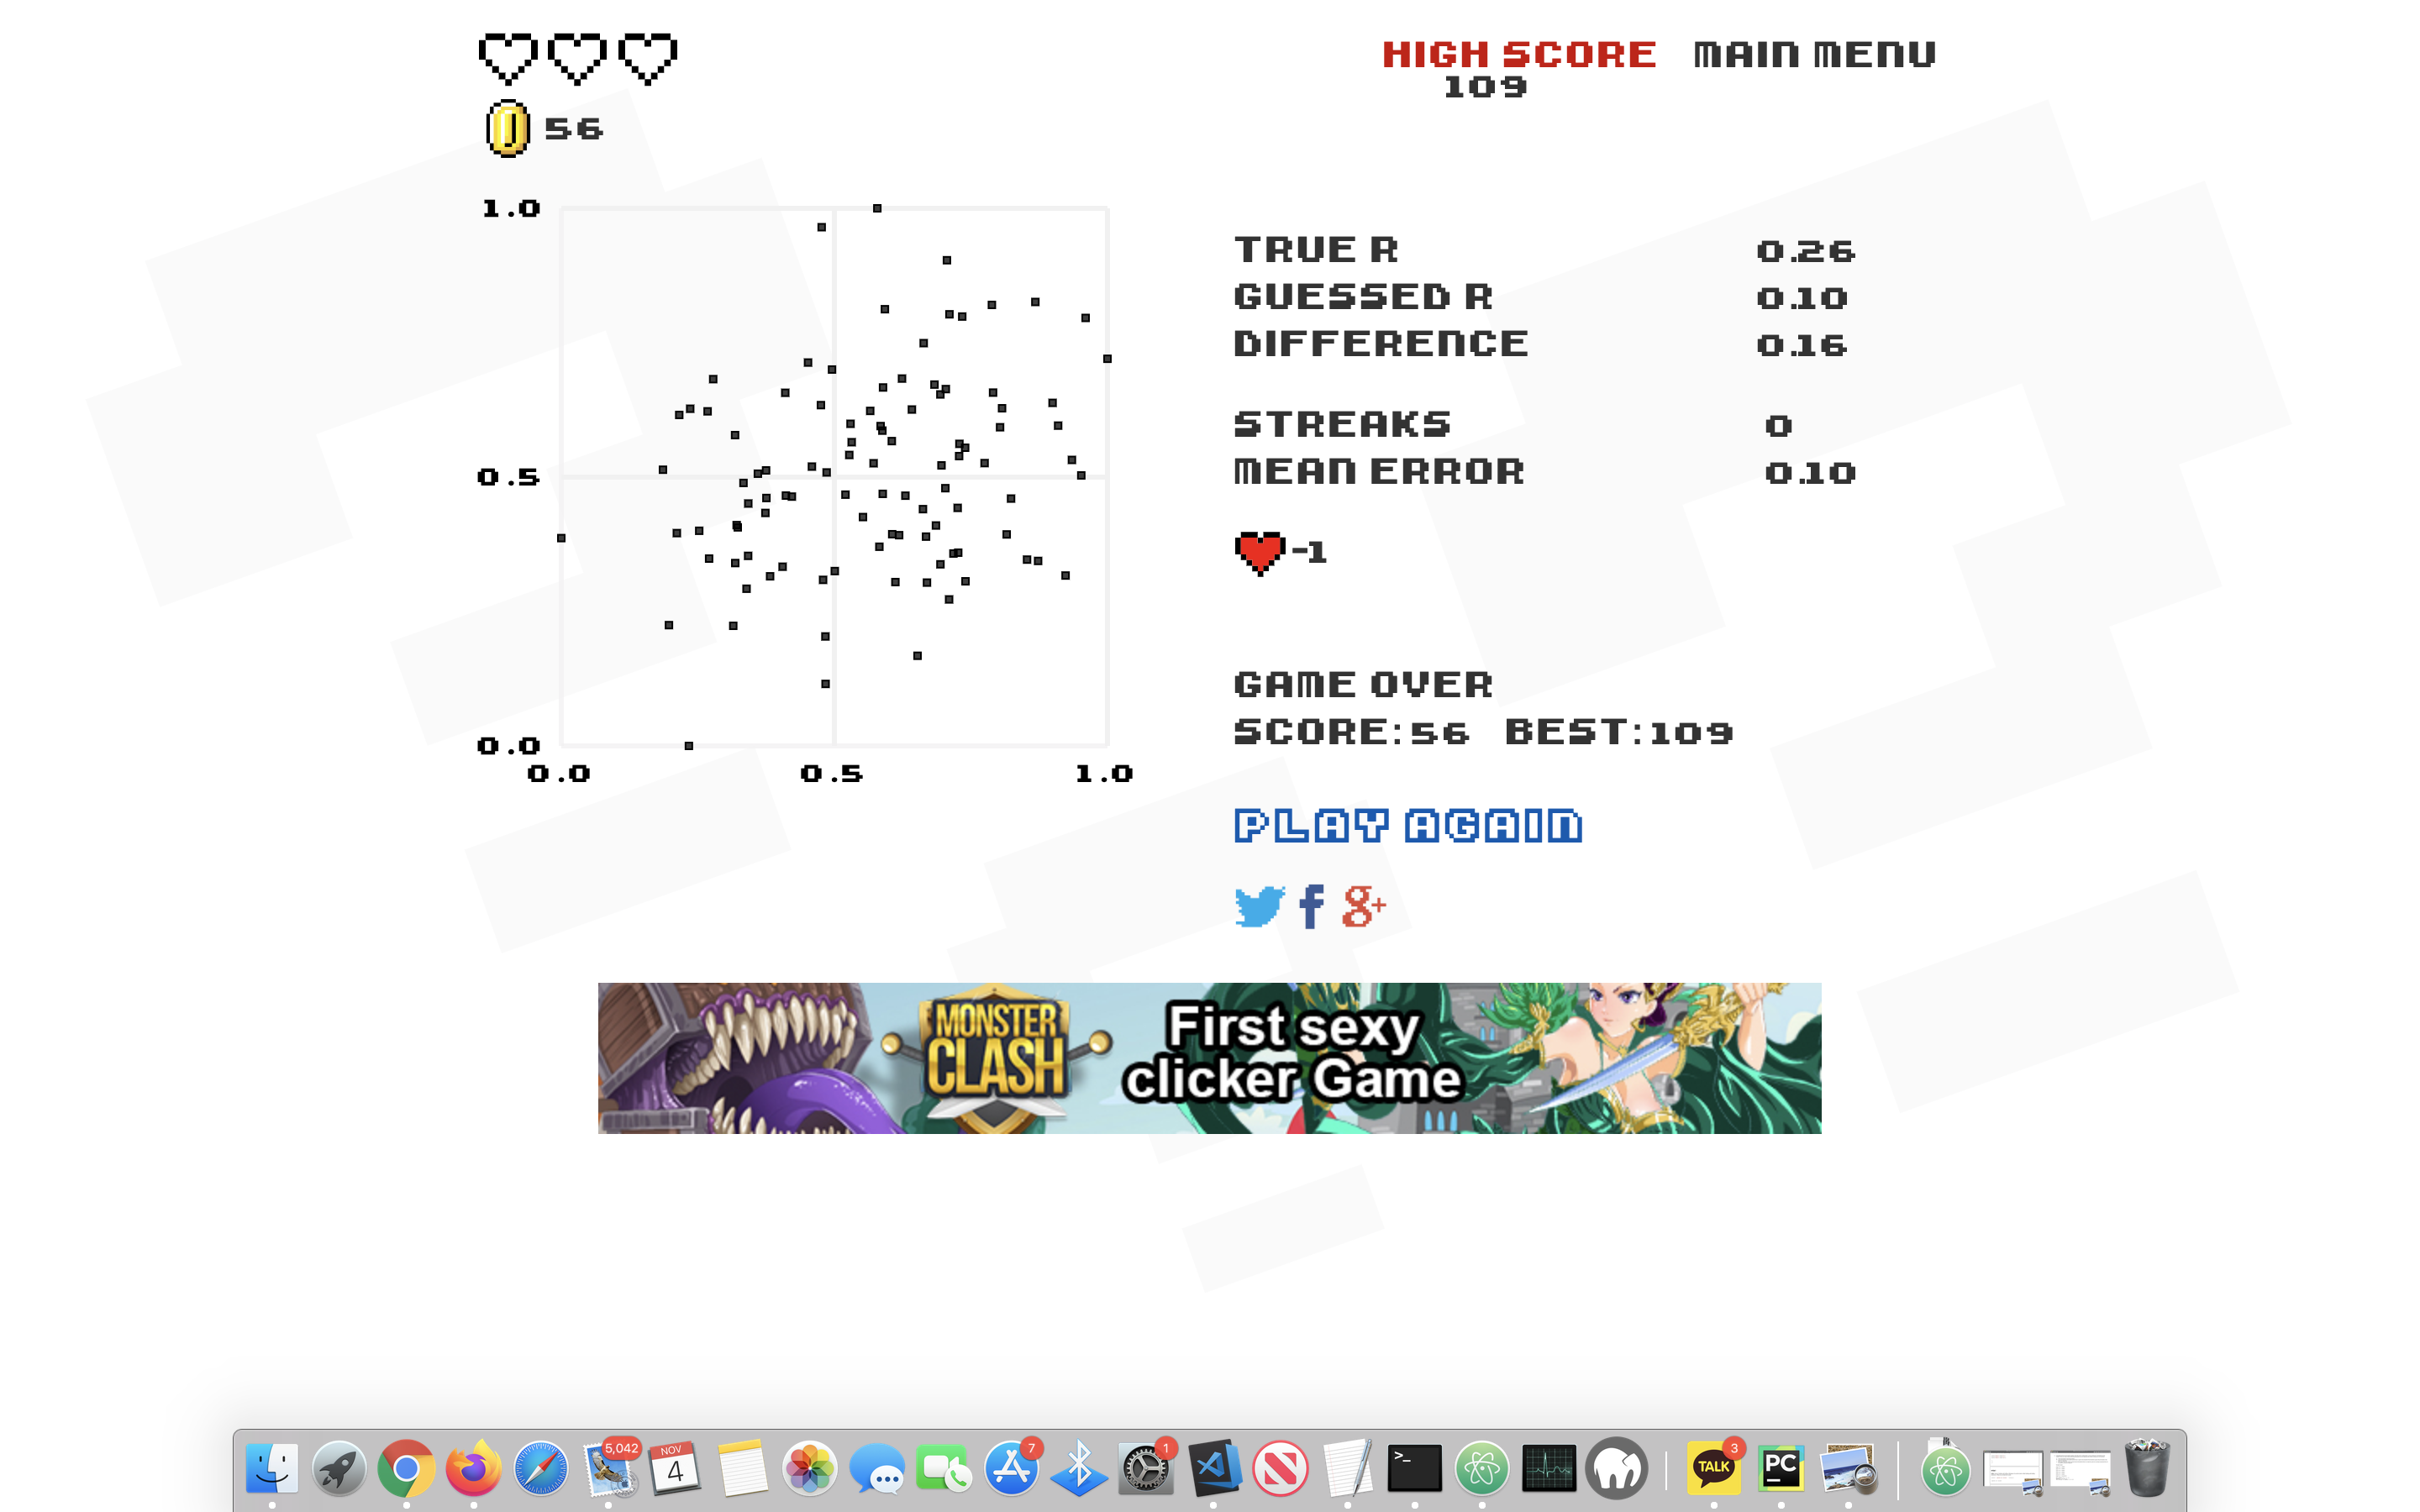 HIGH SCORE MAIN MENU
109
56
1.0
0.5
0.0
0.0 0.5 1.0
TRUE R 0.26
GUESSED R 0.10
DIFFERENCE 0.16
STREAKS 0
MEAN ERROR 0.10
-1
GAME OVER
SCORE:56 BEST:109
PLAY AGAIN
f g+
MONSTER
CLASH
First sexy
clicker Game
5,042
NOV
4
7
1
>_
TALK
3
PC